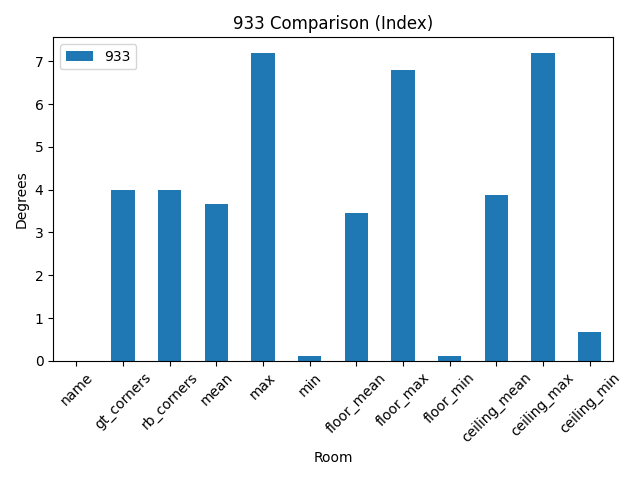 933 Comparison (Index)
933
Degrees
7
6
5
4
3
2
1
0
name
gt_corners
rb_corners
mean
max
min
floor_mean
floor_max
floor_min
ceiling_mean
ceiling_max
ceiling_min
Room